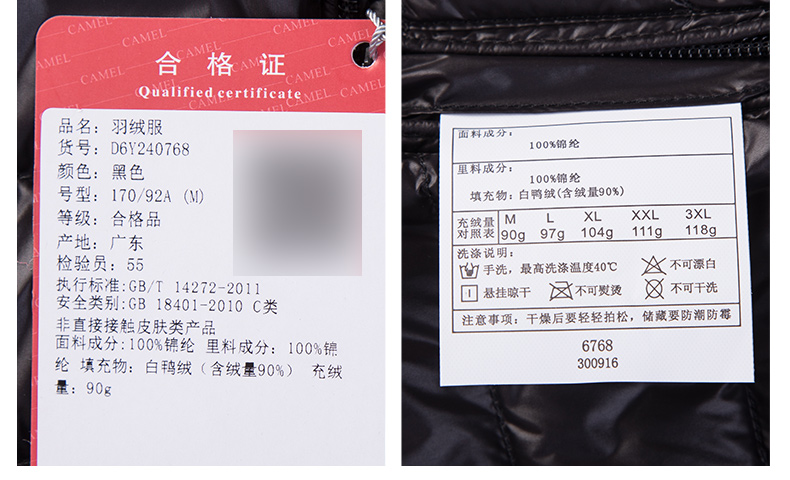 CAMEL
合格证
Qualified certificate
品名：羽绒服
货号：D6Y240768
颜色：黑色
号型：170/92A (M)
等级：合格品
产地：广东
检验员：55
执行标准:GB/T 14272-2011
安全类别:GB 18401-2010 C类
非直接接触皮肤类产品
面料成分:100%锦纶 里料成分：100%锦
纶 填充物：白鸭绒（含绒量90%） 充绒
量：90g
面料成分：
100%锦纶
里料成分：
100%锦纶
填充物：白鸭绒(含绒量90%)
充绒量对照表 M L XL XXL 3XL
90g 97g 104g 111g 118g
洗涤说明：
手洗，最高洗涤温度40℃ 不可漂白
悬挂晾干 不可熨烫 不可干洗
注意事项：干燥后要轻轻拍松，储藏要防潮防霉
6768
300916